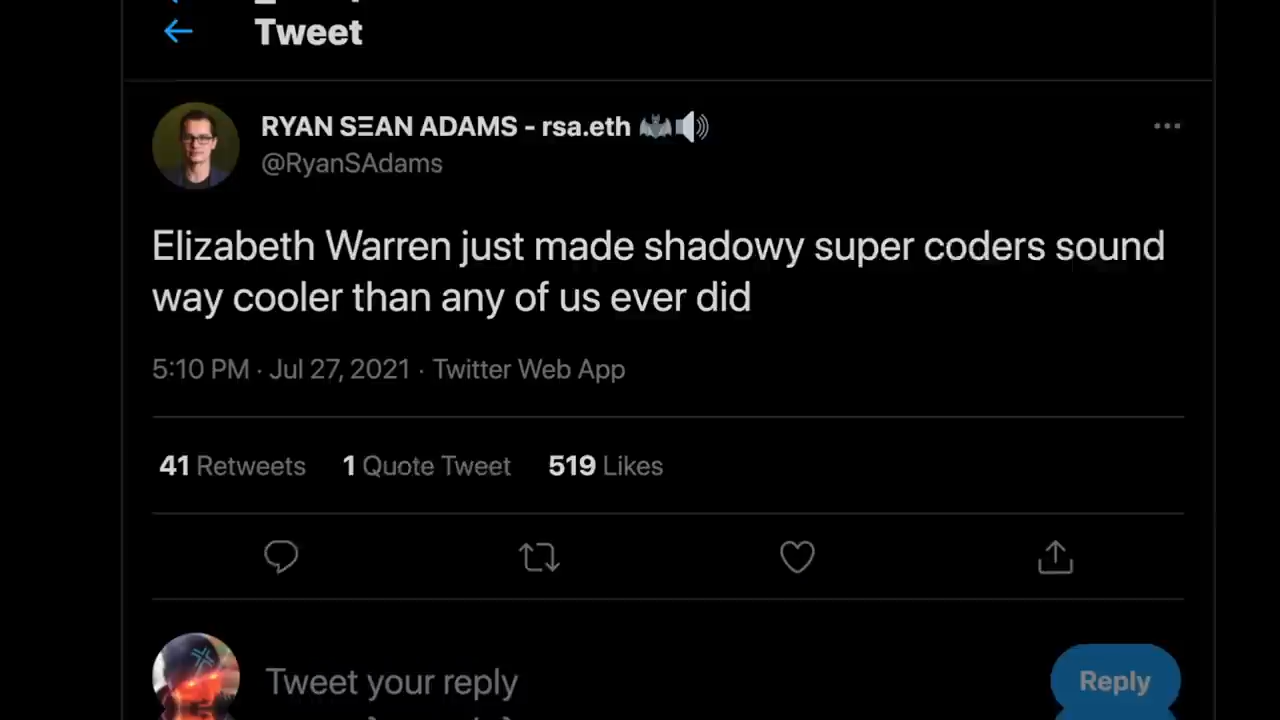 Tweet
RYAN SΞAN ADAMS - rsa.eth 🦇🔊
@RyanSAdams
Elizabeth Warren just made shadowy super coders sound
way cooler than any of us ever did
5:10 PM · Jul 27, 2021 · Twitter Web App
41 Retweets 1 Quote Tweet 519 Likes
Tweet your reply
Reply